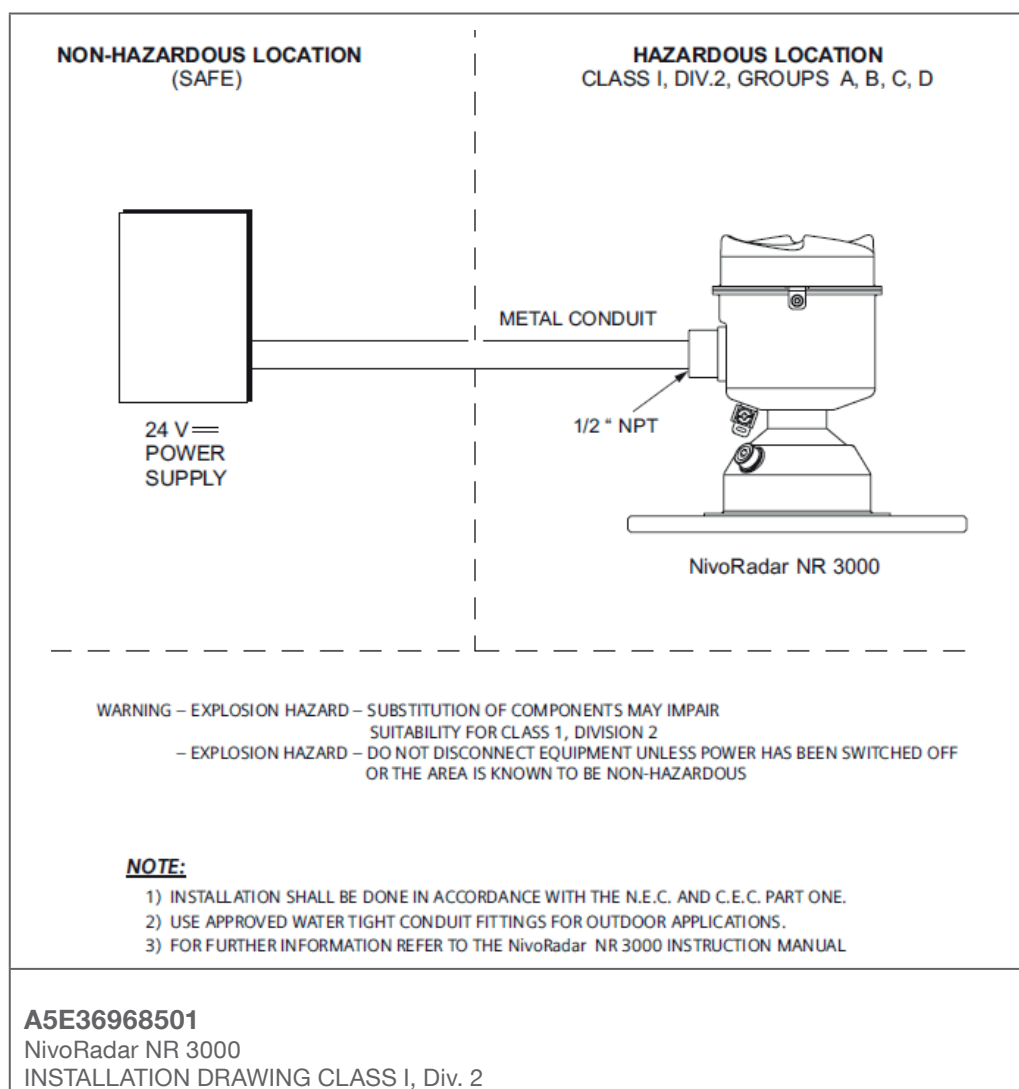 NON-HAZARDOUS LOCATION
(SAFE)
HAZARDOUS LOCATION
CLASS I, DIV.2, GROUPS A, B, C, D
METAL CONDUIT
1/2 “ NPT
24 V ⎓
POWER
SUPPLY
NivoRadar NR 3000
WARNING – EXPLOSION HAZARD – SUBSTITUTION OF COMPONENTS MAY IMPAIR
SUITABILITY FOR CLASS 1, DIVISION 2
– EXPLOSION HAZARD – DO NOT DISCONNECT EQUIPMENT UNLESS POWER HAS BEEN SWITCHED OFF
OR THE AREA IS KNOWN TO BE NON-HAZARDOUS
NOTE:
1) INSTALLATION SHALL BE DONE IN ACCORDANCE WITH THE N.E.C. AND C.E.C. PART ONE.
2) USE APPROVED WATER TIGHT CONDUIT FITTINGS FOR OUTDOOR APPLICATIONS.
3) FOR FURTHER INFORMATION REFER TO THE NivoRadar NR 3000 INSTRUCTION MANUAL
A5E36968501
NivoRadar NR 3000
INSTALLATION DRAWING CLASS I, Div. 2